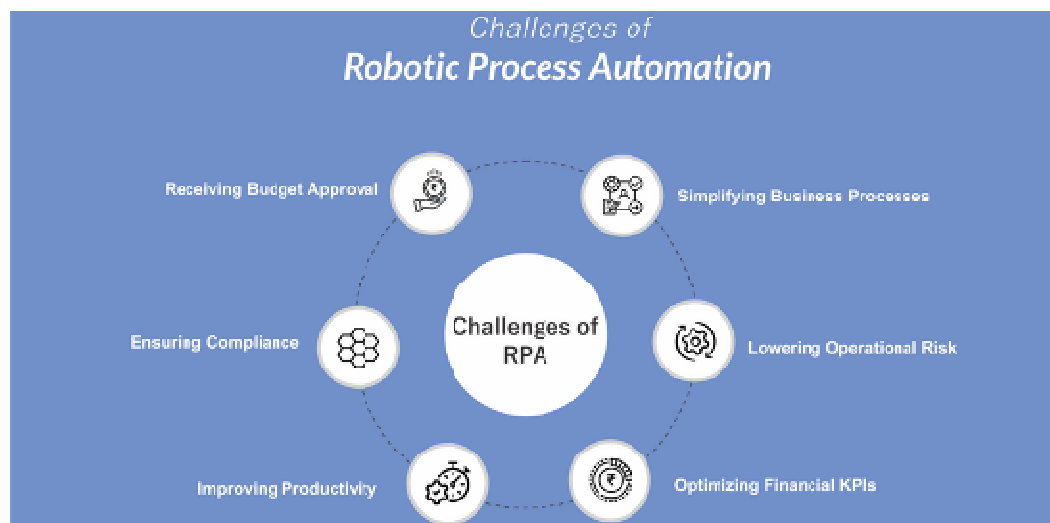 Challenges of
Robotic Process Automation
Receiving Budget Approval
Simplifying Business Processes
Challenges of
RPA
Ensuring Compliance
Lowering Operational Risk
Improving Productivity
Optimizing Financial KPIs